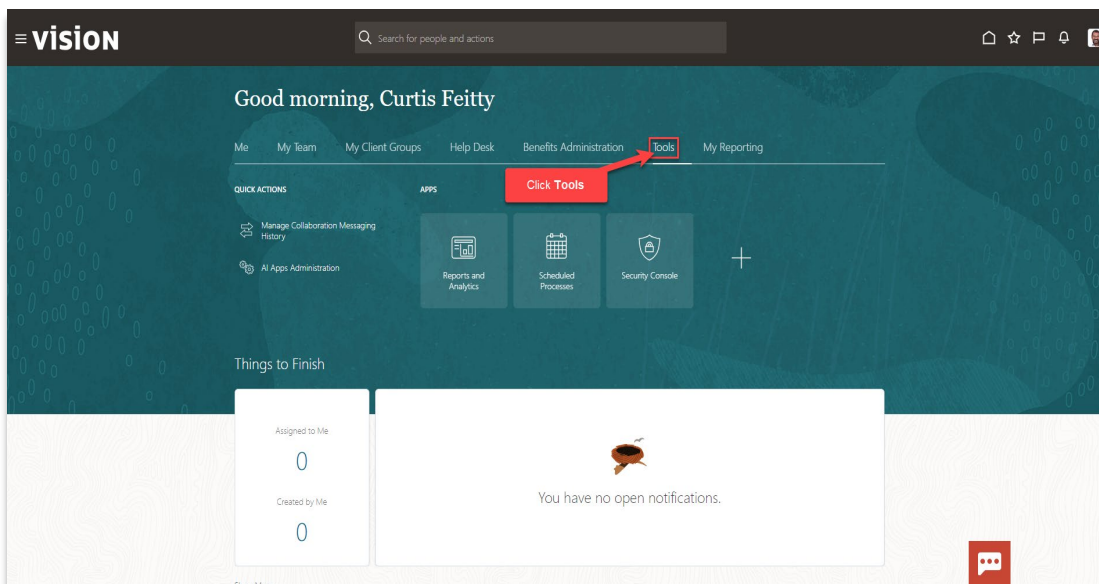 vision
Search for people and actions
Good morning, Curtis Feitty
Me My Team My Client Groups Help Desk Benefits Administration Tools My Reporting
Click Tools
QUICK ACTIONS
Manage Collaboration Messaging
History
AI Apps Administration
APPS
Reports and
Analytics
Scheduled
Processes
Security Console
Things to Finish
Assigned to Me
0
Created by Me
0
You have no open notifications.